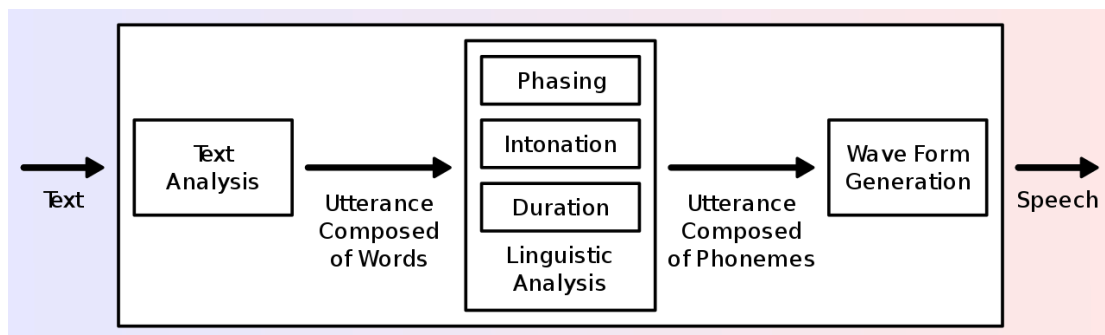 Text
Text
Analysis
Utterance
Composed
of Words
Phasing
Intonation
Duration
Linguistic
Analysis
Utterance
Composed
of Phonemes
Wave Form
Generation
Speech